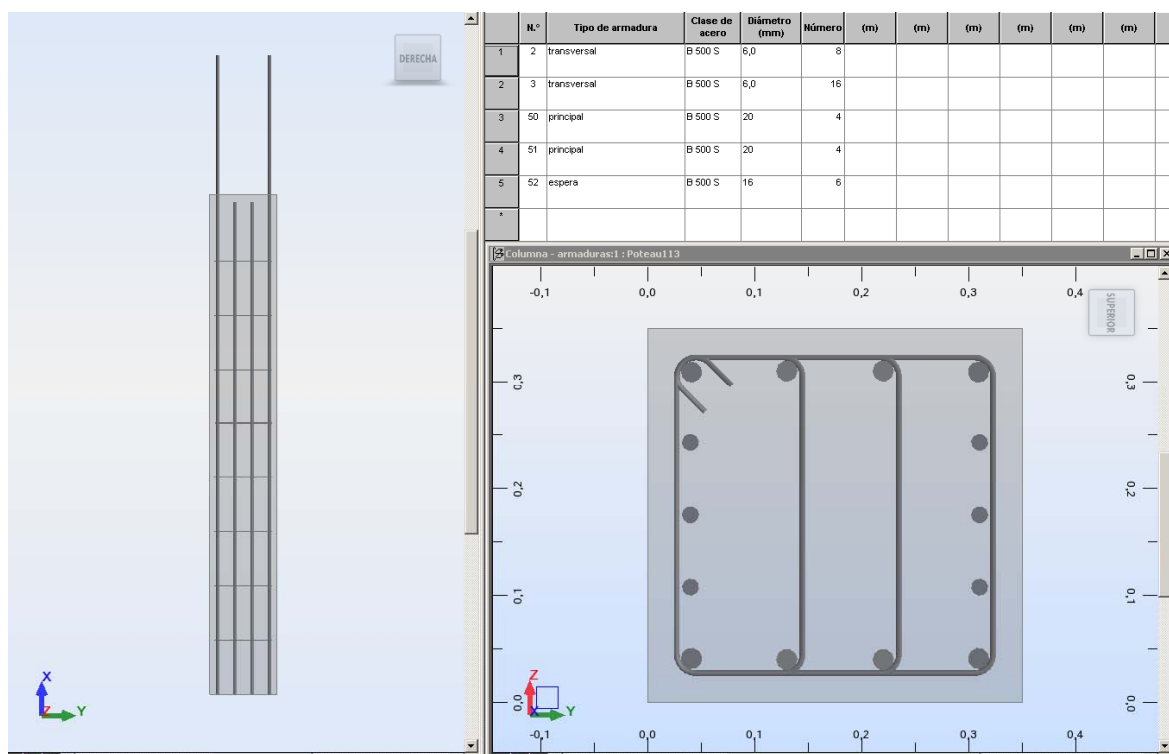 DERECHA
X
Z
Y
N.º Tipo de armadura Clase de acero Diámetro (mm) Número (m) (m) (m) (m) (m) (m)
1 2 transversal B 500 S 6,0 8
2 3 transversal B 500 S 6,0 16
3 50 principal B 500 S 20 4
4 51 principal B 500 S 20 4
5 52 espera B 500 S 16 6
*
Columna - armaduras:1 : Poteau113
-0,1 0,0 0,1 0,2 0,3 0,4
SUPERIOR
0,3 0,3
0,2 0,2
0,1 0,1
0,0 0,0
Z
X
Y
-0,1 0,0 0,1 0,2 0,3 0,4